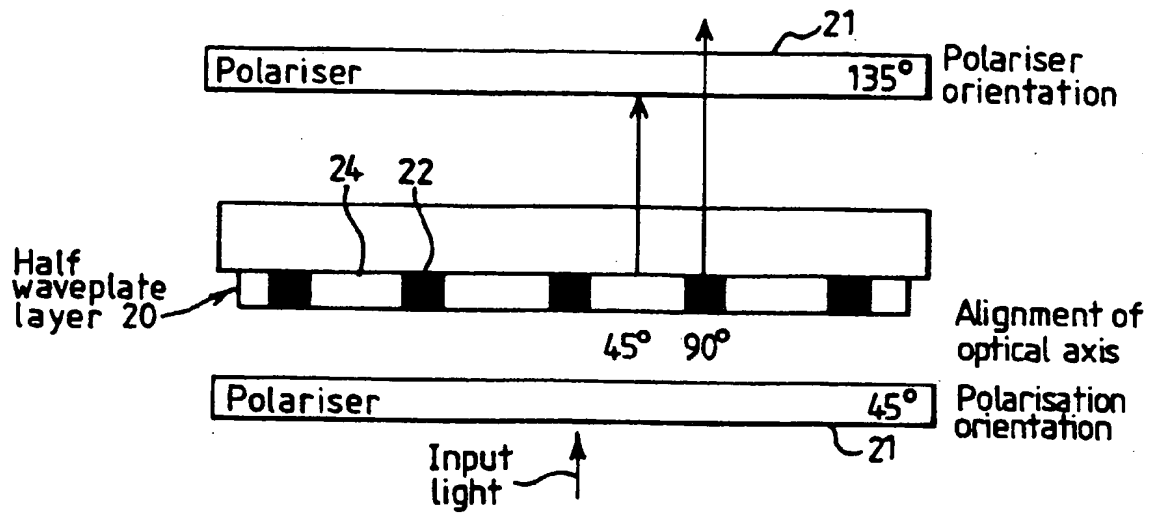 21
Polariser
135°
Polariser
orientation
24
22
Half
waveplate
layer 20
45°
90°
Alignment of
optical axis
Polariser
45°
Polarisation
orientation
21
Input
light